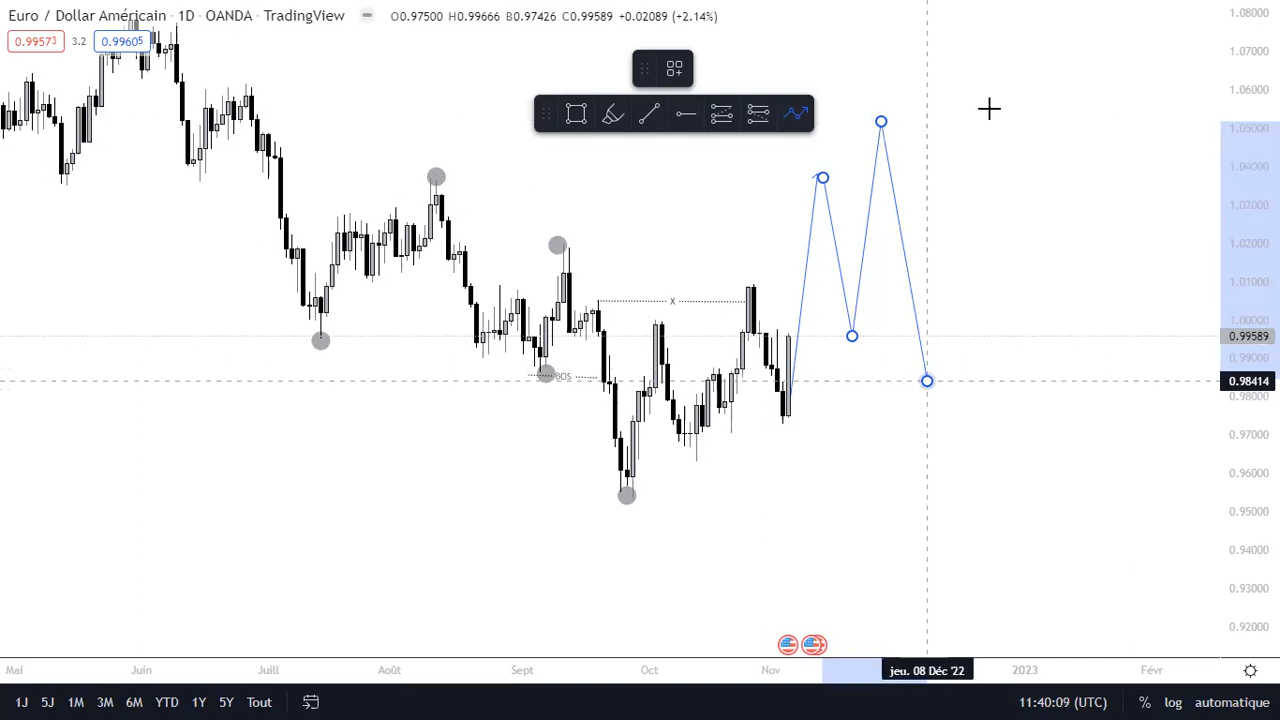 Euro / Dollar Américain · 1D · OANDA · TradingView
O0.97500 H0.99666 B0.97426 C0.99589 +0.02089 (+2.14%)
0.99573 3.2 0.99605
1.08000
1.07000
1.06000
1.05000
1.04000
1.03000
1.02000
1.01000
1.00000
0.99589
0.99000
0.98414
0.98000
0.97000
0.96000
0.95000
0.94000
0.93000
0.92000
X
BOS
Mai Juin Juill Août Sept Oct Nov jeu. 08 Déc '22 2023 Févr
1J 5J 1M 3M 6M YTD 1Y 5Y Tout 11:40:09 (UTC) % log automatique